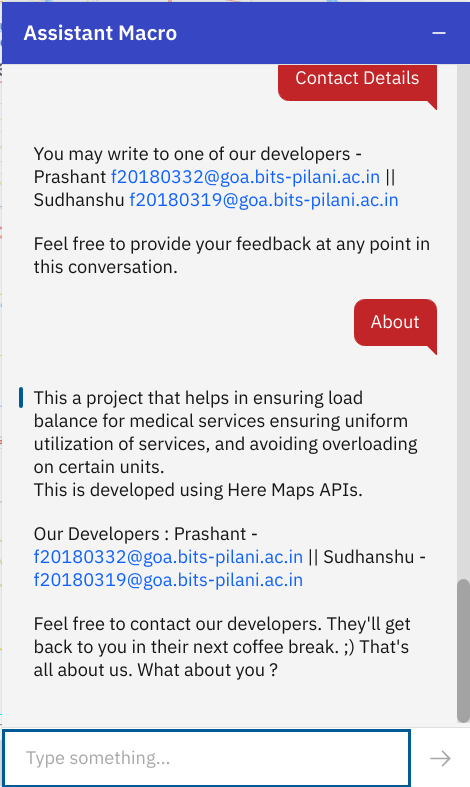 Assistant Macro
Contact Details
You may write to one of our developers -
Prashant f20180332@goa.bits-pilani.ac.in ||
Sudhanshu f20180319@goa.bits-pilani.ac.in
Feel free to provide your feedback at any point in
this conversation.
About
This a project that helps in ensuring load
balance for medical services ensuring uniform
utilization of services, and avoiding overloading
on certain units.
This is developed using Here Maps APIs.
Our Developers : Prashant -
f20180332@goa.bits-pilani.ac.in || Sudhanshu -
f20180319@goa.bits-pilani.ac.in
Feel free to contact our developers. They'll get
back to you in their next coffee break. ;) That's
all about us. What about you ?
Type something...